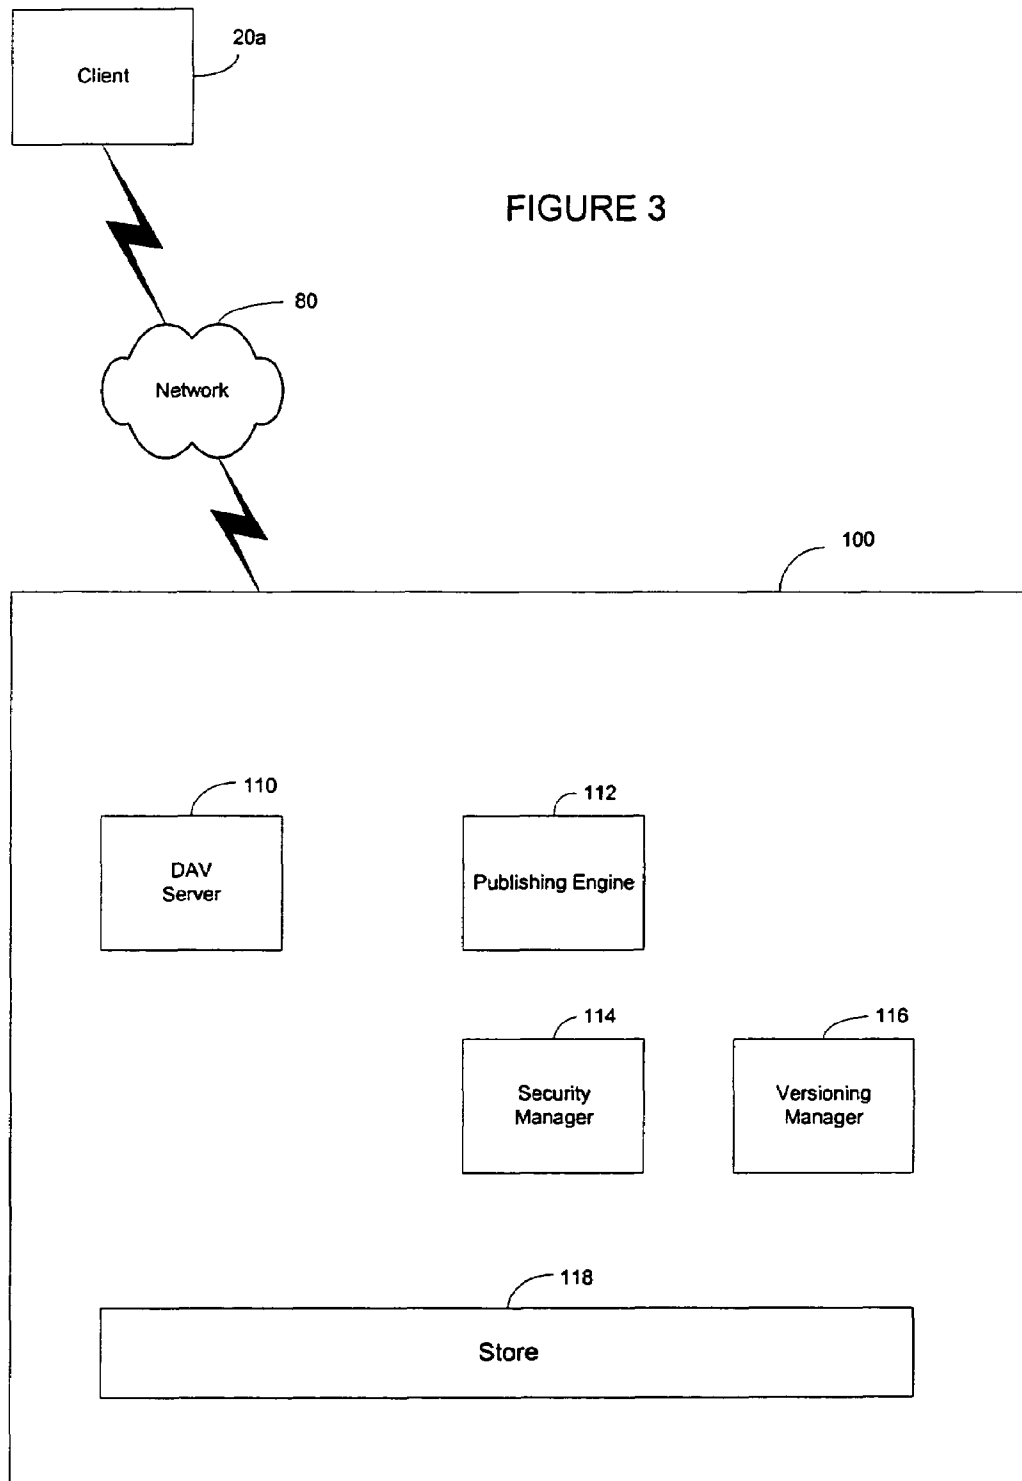 20a
Client
FIGURE 3
80
Network
100
110
112
DAV
Server
Publishing Engine
114
116
Security
Manager
Versioning
Manager
118
Store